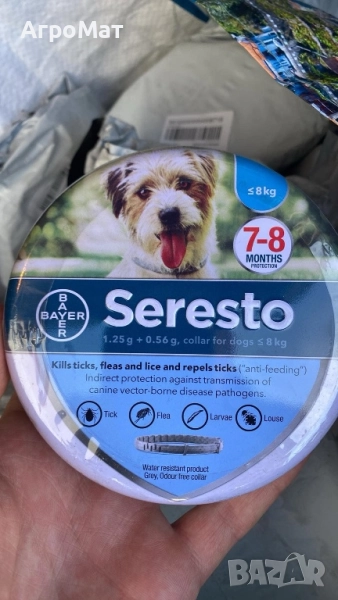 АгроМат
≤8kg
7-8
MONTHS
PROTECTION
BAYER
BAYER
Seresto
1.25 g + 0.56 g, collar for dogs ≤ 8 kg
Kills ticks, fleas and lice and repels ticks ("anti-feeding")
Indirect protection against transmission of
canine vector-borne disease pathogens.
Tick Flea Larvae Louse
Water resistant product
Grey, Odour free collar
BAZAR